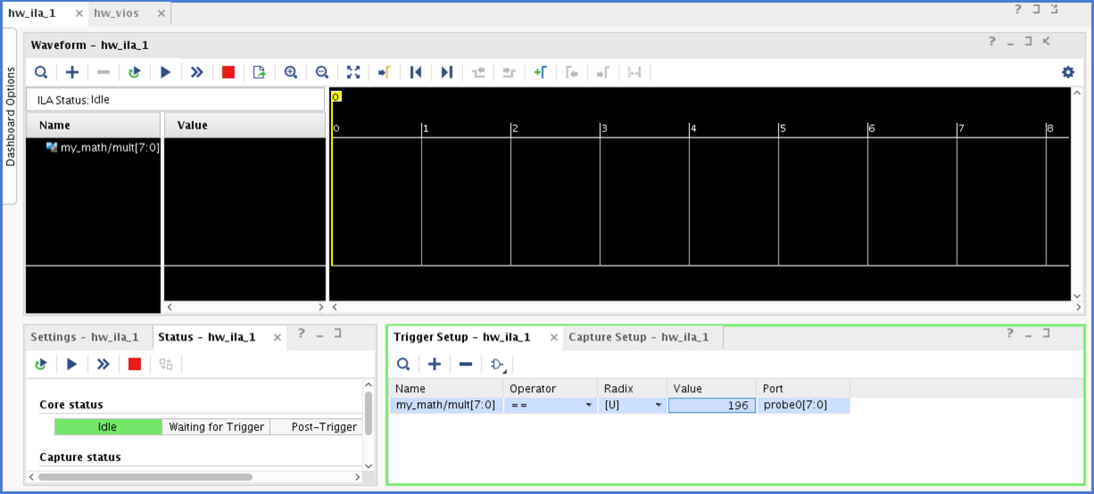 hw_ila_1 hw_vios
Dashboard Options
Waveform - hw_ila_1
ILA Status: Idle
Name Value
0
0 1 2 3 4 5 6 7 8
my_math/mult[7:0]
Settings - hw_ila_1 Status - hw_ila_1
Core status
Idle Waiting for Trigger Post-Trigger
Capture status
Trigger Setup - hw_ila_1 Capture Setup - hw_ila_1
Name Operator Radix Value Port
my_math/mult[7:0] == [U] 196 probe0[7:0]